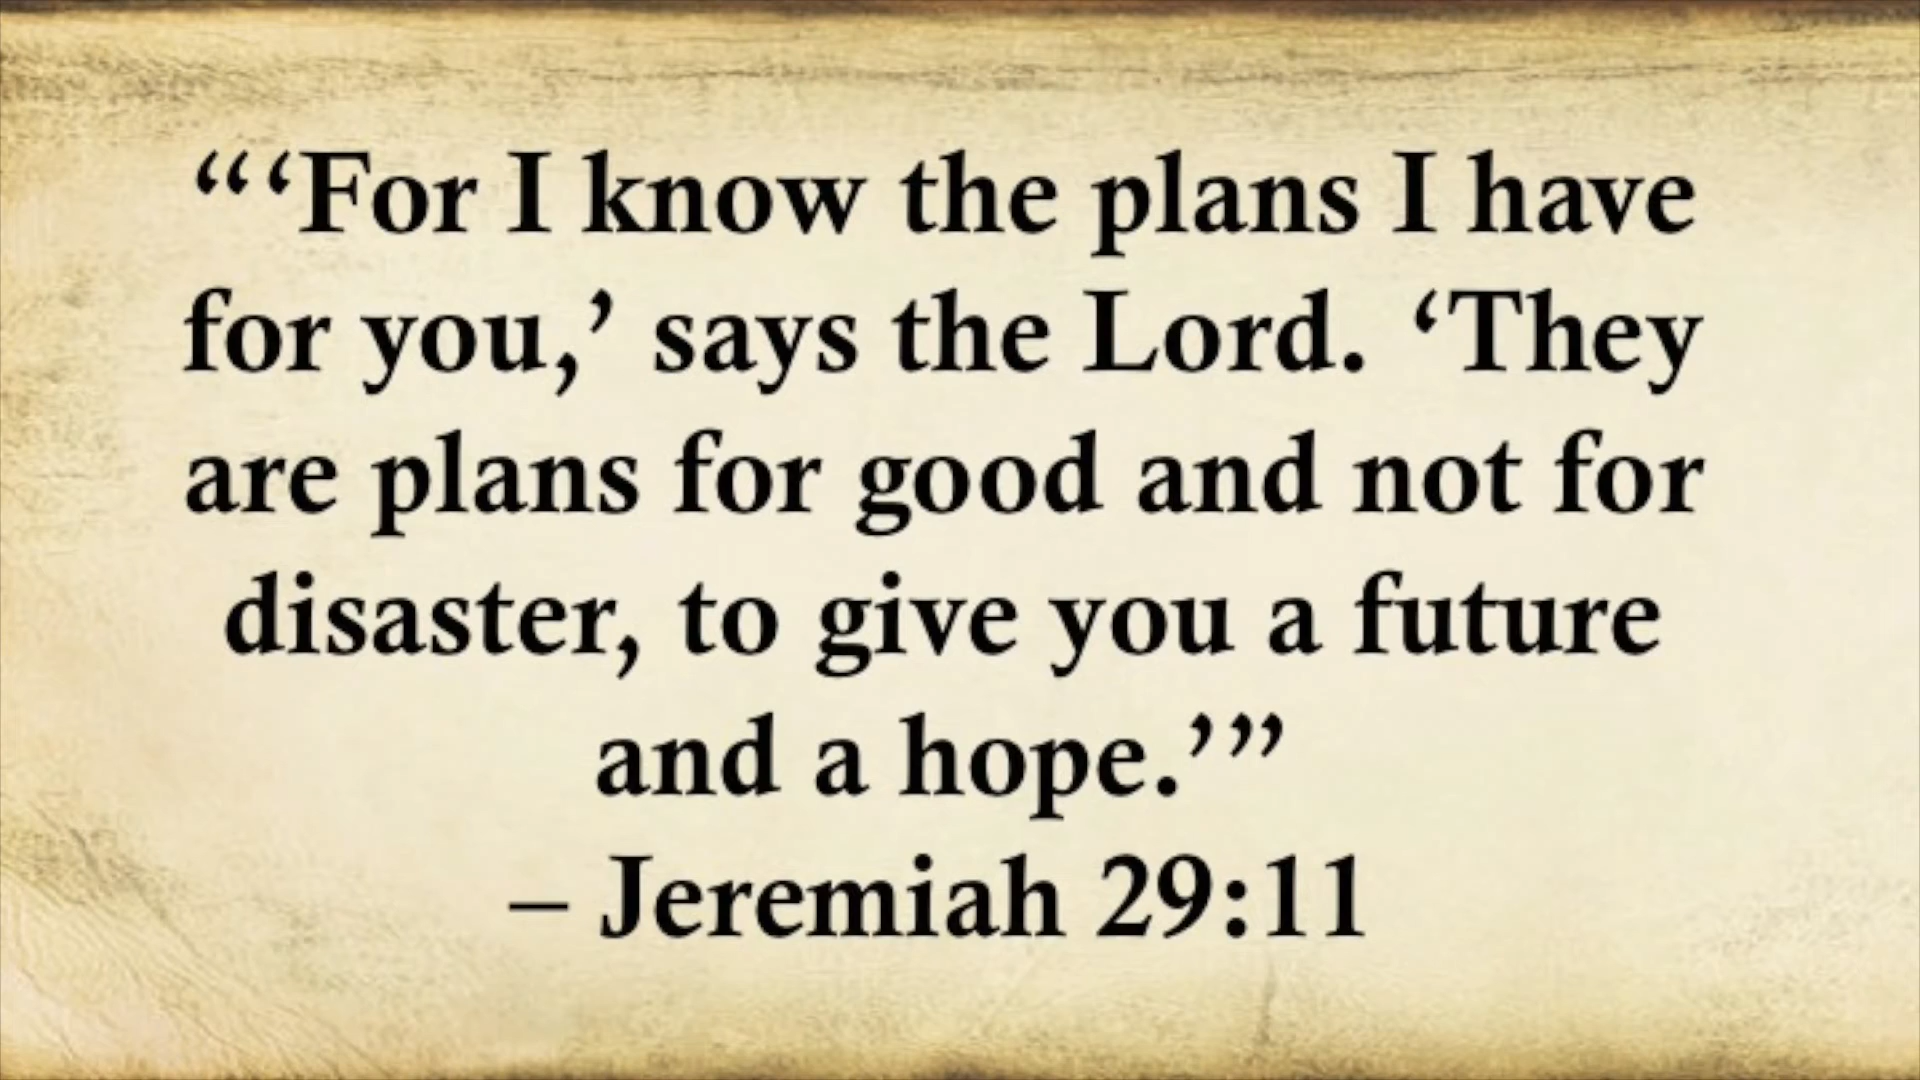 “‘For I know the plans I have
for you,’ says the Lord. ‘They
are plans for good and not for
disaster, to give you a future
and a hope.’”
– Jeremiah 29:11